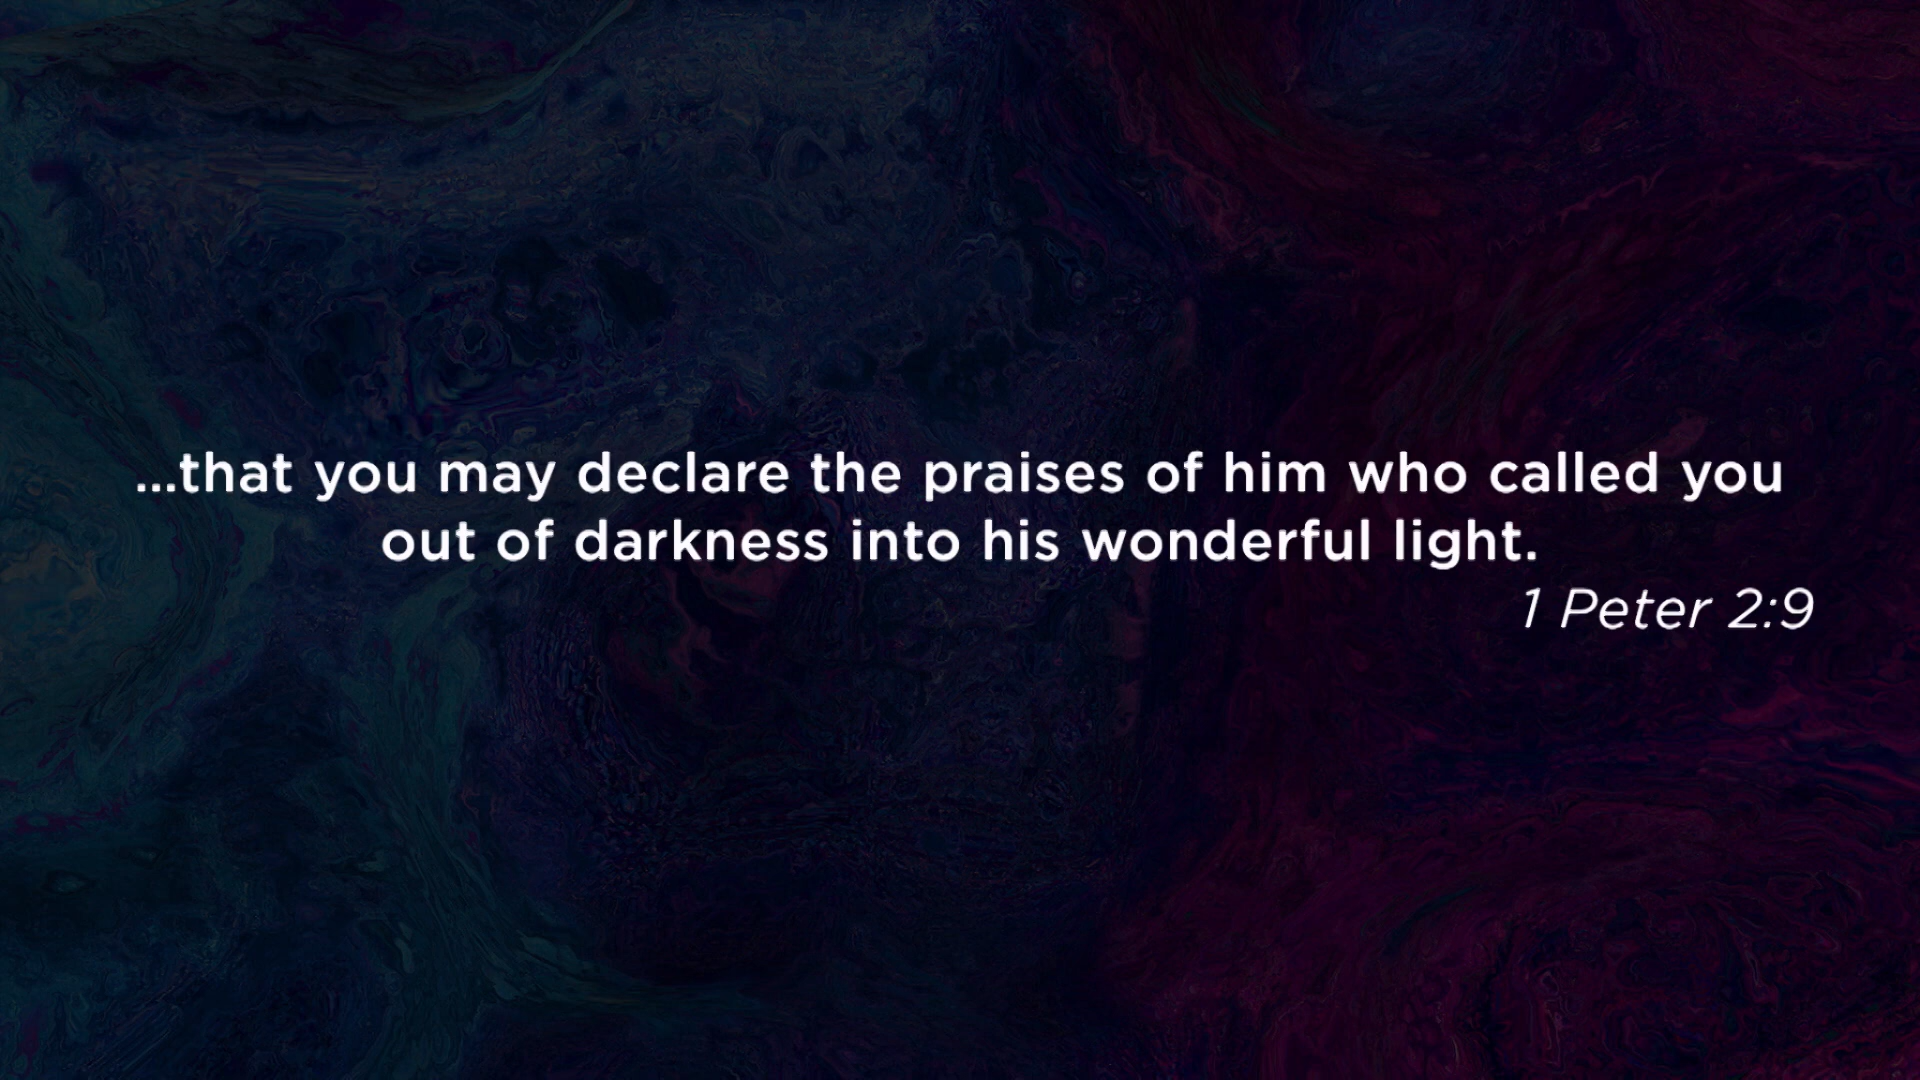 ...that you may declare the praises of him who called you
out of darkness into his wonderful light.
1 Peter 2:9